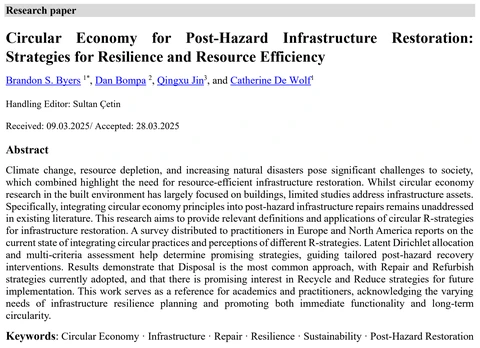 Research paper
Circular Economy for Post-Hazard Infrastructure Restoration:
Strategies for Resilience and Resource Efficiency
Brandon S. Byers 1*, Dan Bompa 2, Qingxu Jin3, and Catherine De Wolf1
Handling Editor: Sultan Çetin
Received: 09.03.2025/ Accepted: 28.03.2025
Abstract
Climate change, resource depletion, and increasing natural disasters pose significant challenges to society,
which combined highlight the need for resource-efficient infrastructure restoration. Whilst circular economy
research in the built environment has largely focused on buildings, limited studies address infrastructure assets.
Specifically, integrating circular economy principles into post-hazard infrastructure repairs remains unaddressed
in existing literature. This research aims to provide relevant definitions and applications of circular R-strategies
for infrastructure restoration. A survey distributed to practitioners in Europe and North America reports on the
current state of integrating circular practices and perceptions of different R-strategies. Latent Dirichlet allocation
and multi-criteria assessment help determine promising strategies, guiding tailored post-hazard recovery
interventions. Results demonstrate that Disposal is the most common approach, with Repair and Refurbish
strategies currently adopted, and that there is promising interest in Recycle and Reduce strategies for future
implementation. This work serves as a reference for academics and practitioners, acknowledging the varying
needs of infrastructure resilience planning and promoting both immediate functionality and long-term
circularity.
Keywords: Circular Economy · Infrastructure · Repair · Resilience · Sustainability · Post-Hazard Restoration